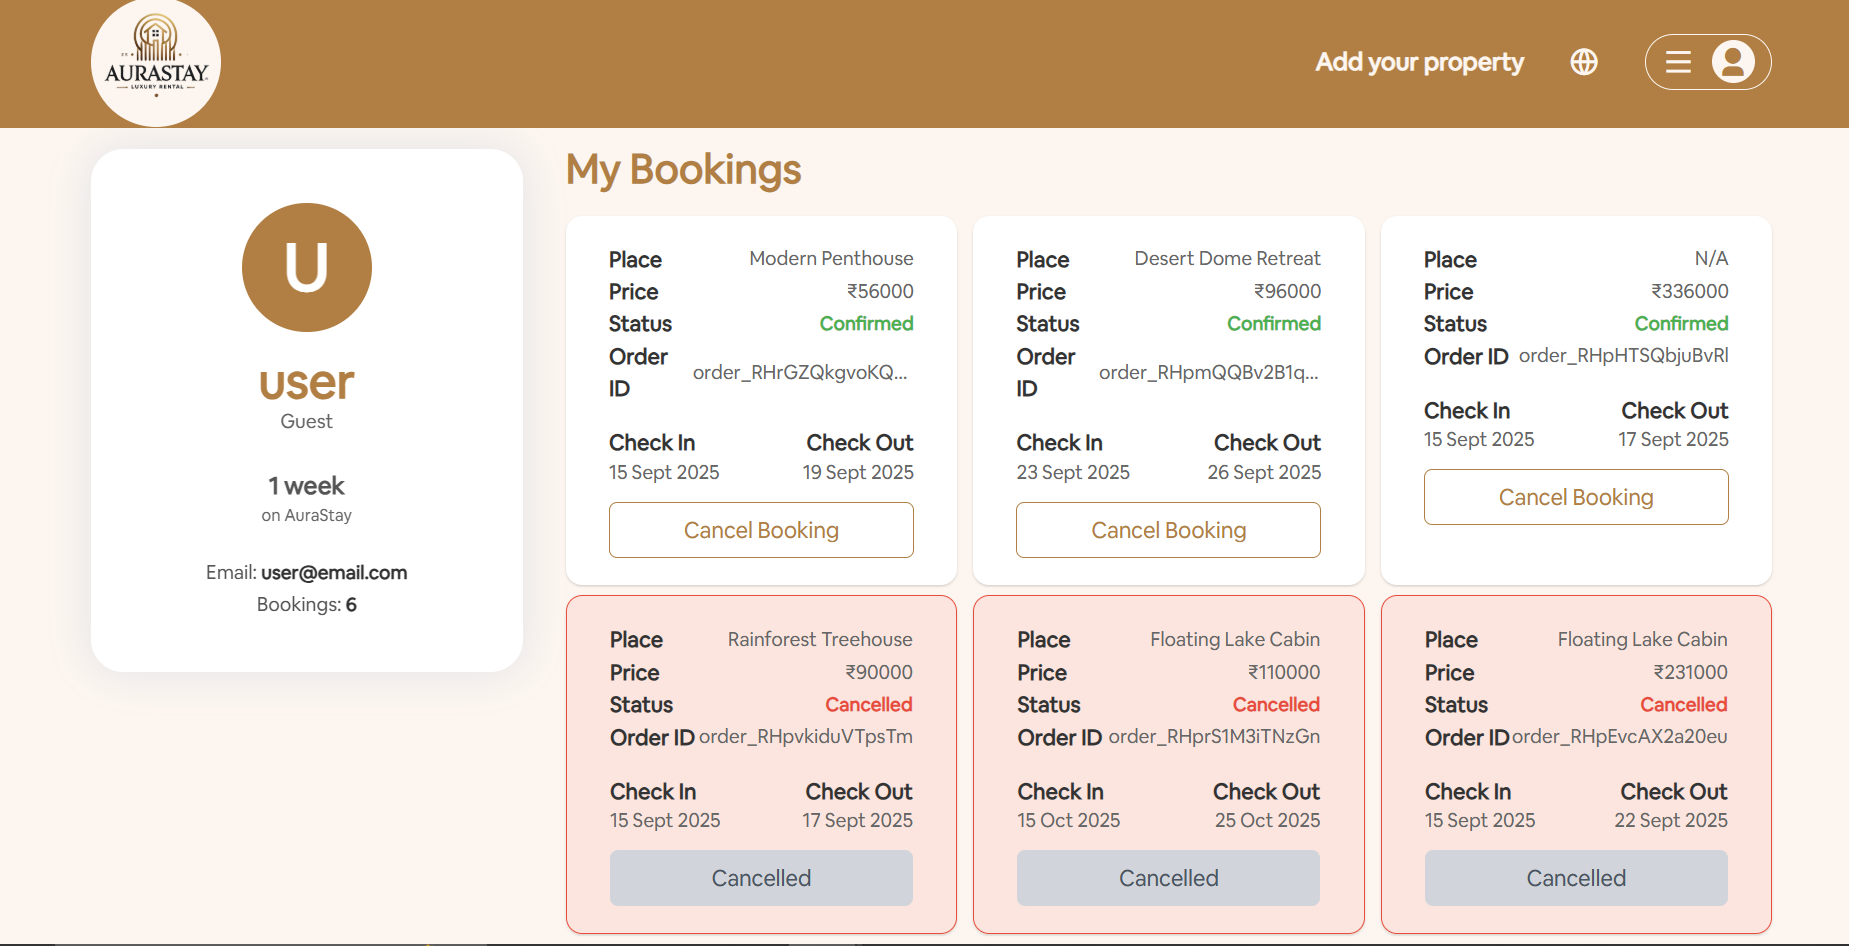 AURASTAY
LUXURY RENTAL
Add your property
U
user
Guest
1 week
on AuraStay
Email: user@email.com
Bookings: 6
My Bookings
Place Modern Penthouse
Price ₹56000
Status Confirmed
Order ID order_RHrGZQkgvoKQ...
Check In Check Out
15 Sept 2025 19 Sept 2025
Cancel Booking
Place Desert Dome Retreat
Price ₹96000
Status Confirmed
Order ID order_RHpmQQBv2B1q...
Check In Check Out
23 Sept 2025 26 Sept 2025
Cancel Booking
Place N/A
Price ₹336000
Status Confirmed
Order ID order_RHpHTSQbjuBvRl
Check In Check Out
15 Sept 2025 17 Sept 2025
Cancel Booking
Place Rainforest Treehouse
Price ₹90000
Status Cancelled
Order ID order_RHpvkiduVTpsTm
Check In Check Out
15 Sept 2025 17 Sept 2025
Cancelled
Place Floating Lake Cabin
Price ₹110000
Status Cancelled
Order ID order_RHprS1M3iTNzGn
Check In Check Out
15 Oct 2025 25 Oct 2025
Cancelled
Place Floating Lake Cabin
Price ₹231000
Status Cancelled
Order ID order_RHpEvcAX2a20eu
Check In Check Out
15 Sept 2025 22 Sept 2025
Cancelled